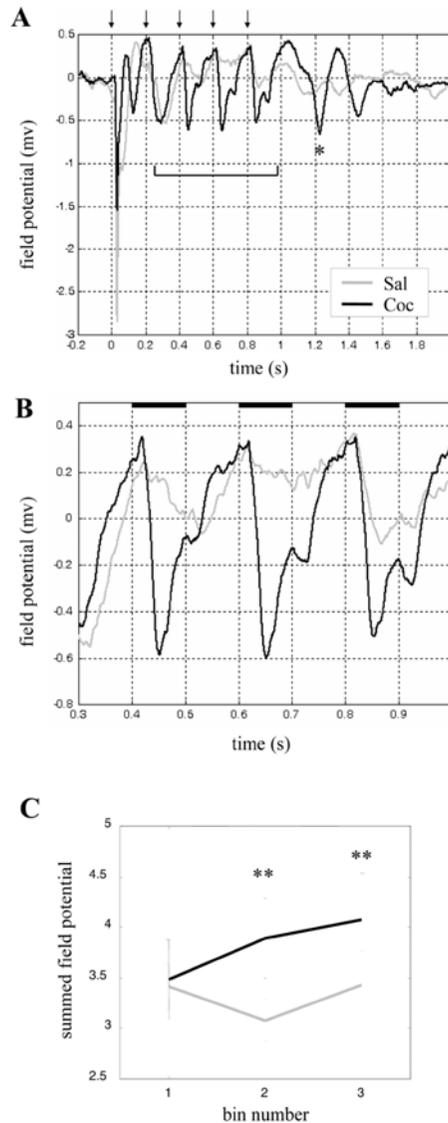 A
0.5
0
-0.5
-1
-1.5
-2
-2.5
-3
field potential (mv)
*
Sal
Coc
-0.2 0 0.2 0.4 0.6 0.8 1 1.2 1.4 1.6 1.8
time (s)
B
0.4
0.2
0
-0.2
-0.4
-0.6
-0.8
field potential (mv)
0.3 0.4 0.5 0.6 0.7 0.8 0.9
time (s)
C
5
4.5
4
3.5
3
2.5
summed field potential
** **
1 2 3
bin number